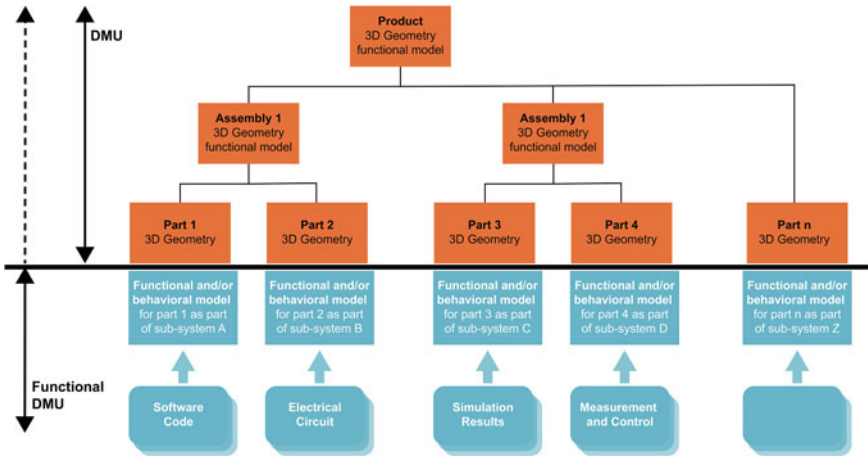 DMU
Product
3D Geometry
functional model
Assembly 1
3D Geometry
functional model
Assembly 1
3D Geometry
functional model
Part 1
3D Geometry
Part 2
3D Geometry
Part 3
3D Geometry
Part 4
3D Geometry
Part n
3D Geometry
Functional and/or
behavioral model
for part 1 as part
of sub-system A
Functional and/or
behavioral model
for part 2 as part
of sub-system B
Functional and/or
behavioral model
for part 3 as part
of sub-system C
Functional and/or
behavioral model
for part 4 as part
of sub-system D
Functional and/or
behavioral model
for part n as part
of sub-system Z
Functional
DMU
Software
Code
Electrical
Circuit
Simulation
Results
Measurement
and Control